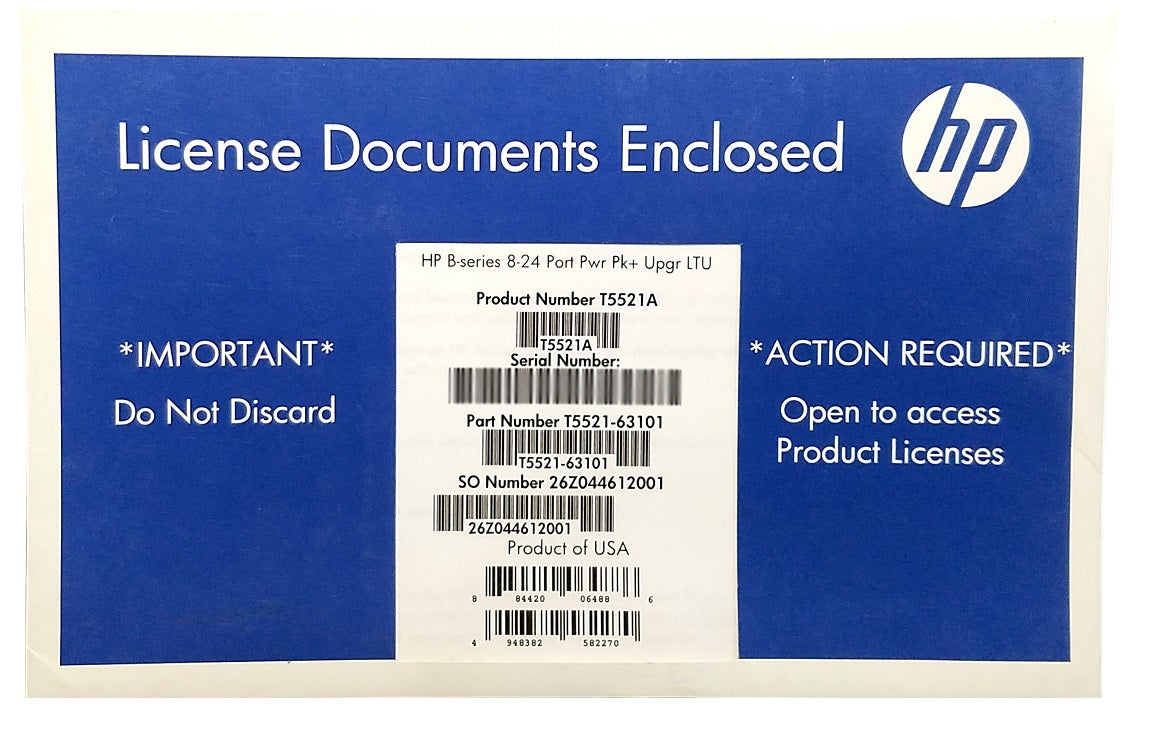 License Documents Enclosed
hp
HP B-series 8-24 Port Pwr Pk+ Upgr LTU
Product Number T5521A
T5521A
Serial Number:
*IMPORTANT*
Do Not Discard
*ACTION REQUIRED*
Open to access
Product Licenses
Part Number T5521-63101
T5521-63101
SO Number 26Z044612001
26Z044612001
Product of USA
8 84420 06488 6
4 948382 582270